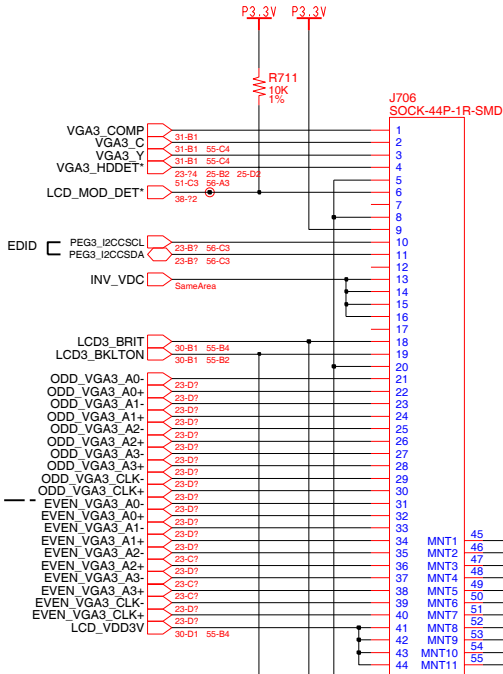 P3.3V P3.3V
R711
10K
1%
J706
SOCK-44P-1R-SMD
VGA3_COMP 31-B1 1
VGA3_C 31-B1 55-C4 2
VGA3_Y 31-B1 55-C4 3
VGA3_HDDET* 23-?4 25-B2 25-D2 4
51-C3 56-A3 5
LCD_MOD_DET* 38-?2 6
7
8
9
EDID PEG3_I2CCSCL 23-B? 56-C3 10
PEG3_I2CCSDA 23-B? 56-C3 11
12
INV_VDC SameArea 13
14
15
16
17
LCD3_BRIT 30-B1 55-B4 18
LCD3_BKLTON 30-B1 55-B2 19
20
ODD_VGA3_A0- 23-D? 21
ODD_VGA3_A0+ 23-D? 22
ODD_VGA3_A1- 23-D? 23
ODD_VGA3_A1+ 23-D? 24
ODD_VGA3_A2- 23-D? 25
ODD_VGA3_A2+ 23-D? 26
ODD_VGA3_A3- 23-D? 27
ODD_VGA3_A3+ 23-D? 28
ODD_VGA3_CLK- 23-D? 29
ODD_VGA3_CLK+ 23-D? 30
EVEN_VGA3_A0- 23-D? 31
EVEN_VGA3_A0+ 23-D? 32
EVEN_VGA3_A1- 23-D? 33
EVEN_VGA3_A1+ 23-D? 34 MNT1 45
EVEN_VGA3_A2- 23-C? 35 MNT2 46
EVEN_VGA3_A2+ 23-D? 36 MNT3 47
EVEN_VGA3_A3- 23-C? 37 MNT4 48
EVEN_VGA3_A3+ 23-C? 38 MNT5 49
EVEN_VGA3_CLK- 23-D? 39 MNT6 50
EVEN_VGA3_CLK+ 23-D? 40 MNT7 51
LCD_VDD3V 30-D1 55-B4 41 MNT8 52
42 MNT9 53
43 MNT10 54
44 MNT11 55